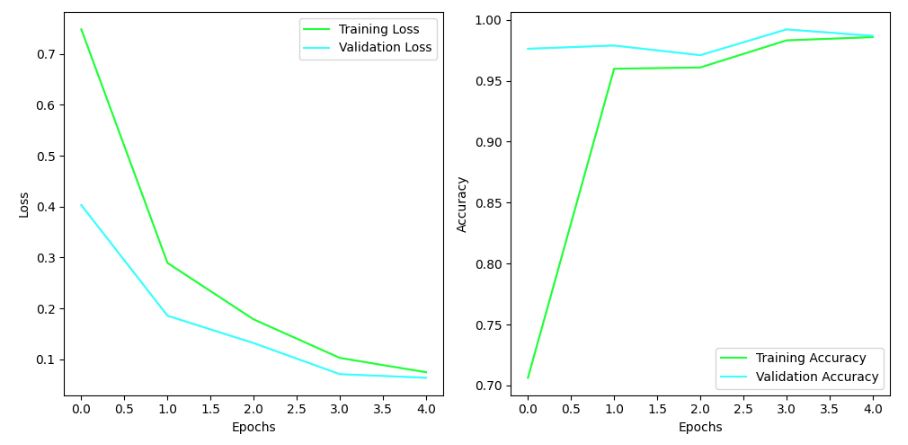 Training Loss
Validation Loss
0.7
0.6
0.5
0.4
0.3
0.2
0.1
Loss
0.0 0.5 1.0 1.5 2.0 2.5 3.0 3.5 4.0
Epochs
1.00
0.95
0.90
0.85
0.80
0.75
0.70
Accuracy
Training Accuracy
Validation Accuracy
0.0 0.5 1.0 1.5 2.0 2.5 3.0 3.5 4.0
Epochs